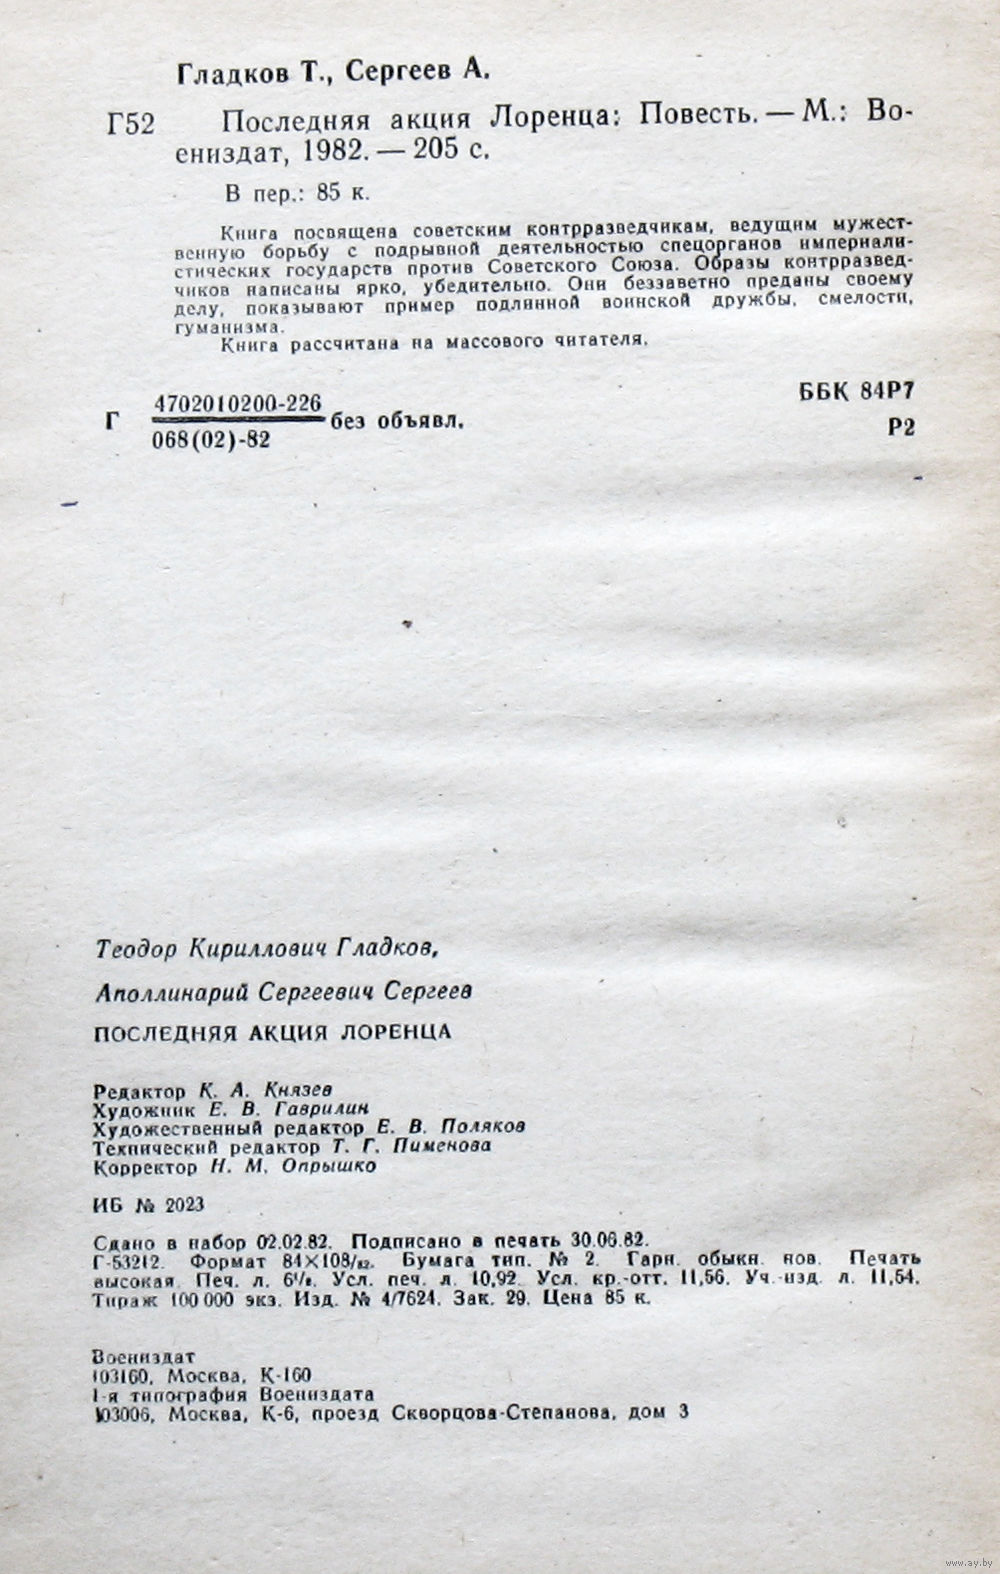 Гладков Т., Сергеев А.
Г52 Последняя акция Лоренца: Повесть. — М.: Во-
ениздат, 1982. — 205 с.
В пер.: 85 к.
Книга посвящена советским контрразведчикам, ведущим мужест-
венную борьбу с подрывной деятельностью спецорганов империали-
стических государств против Советского Союза. Образы контрразвед-
чиков написаны ярко, убедительно. Они беззаветно преданы своему
делу, показывают пример подлинной воинской дружбы, смелости,
гуманизма.
Книга рассчитана на массового читателя.
Г 4702010200-226
068(02)-82 без объявл.
ББК 84Р7
Р2
Теодор Кириллович Гладков,
Аполлинарий Сергеевич Сергеев
ПОСЛЕДНЯЯ АКЦИЯ ЛОРЕНЦА
Редактор К. А. Князев
Художник Е. В. Гаврилин
Художественный редактор Е. В. Поляков
Технический редактор Т. Г. Пименова
Корректор Н. М. Опрышко
ИБ № 2023
Сдано в набор 02.02.82. Подписано в печать 30.06.82.
Г-53212. Формат 84×108/32. Бумага тип. № 2. Гарн. обыкн. нов. Печать
высокая. Печ. л. 6 1/2. Усл. печ. л. 10,92. Усл. кр.-отт. 11,56. Уч.-изд. л. 11,54.
Тираж 100 000 экз. Изд. № 4/7624. Зак. 29. Цена 85 к.
Воениздат
103160, Москва, К-160
1-я типография Воениздата
103006, Москва, К-6, проезд Скворцова-Степанова, дом 3
www.ay.by